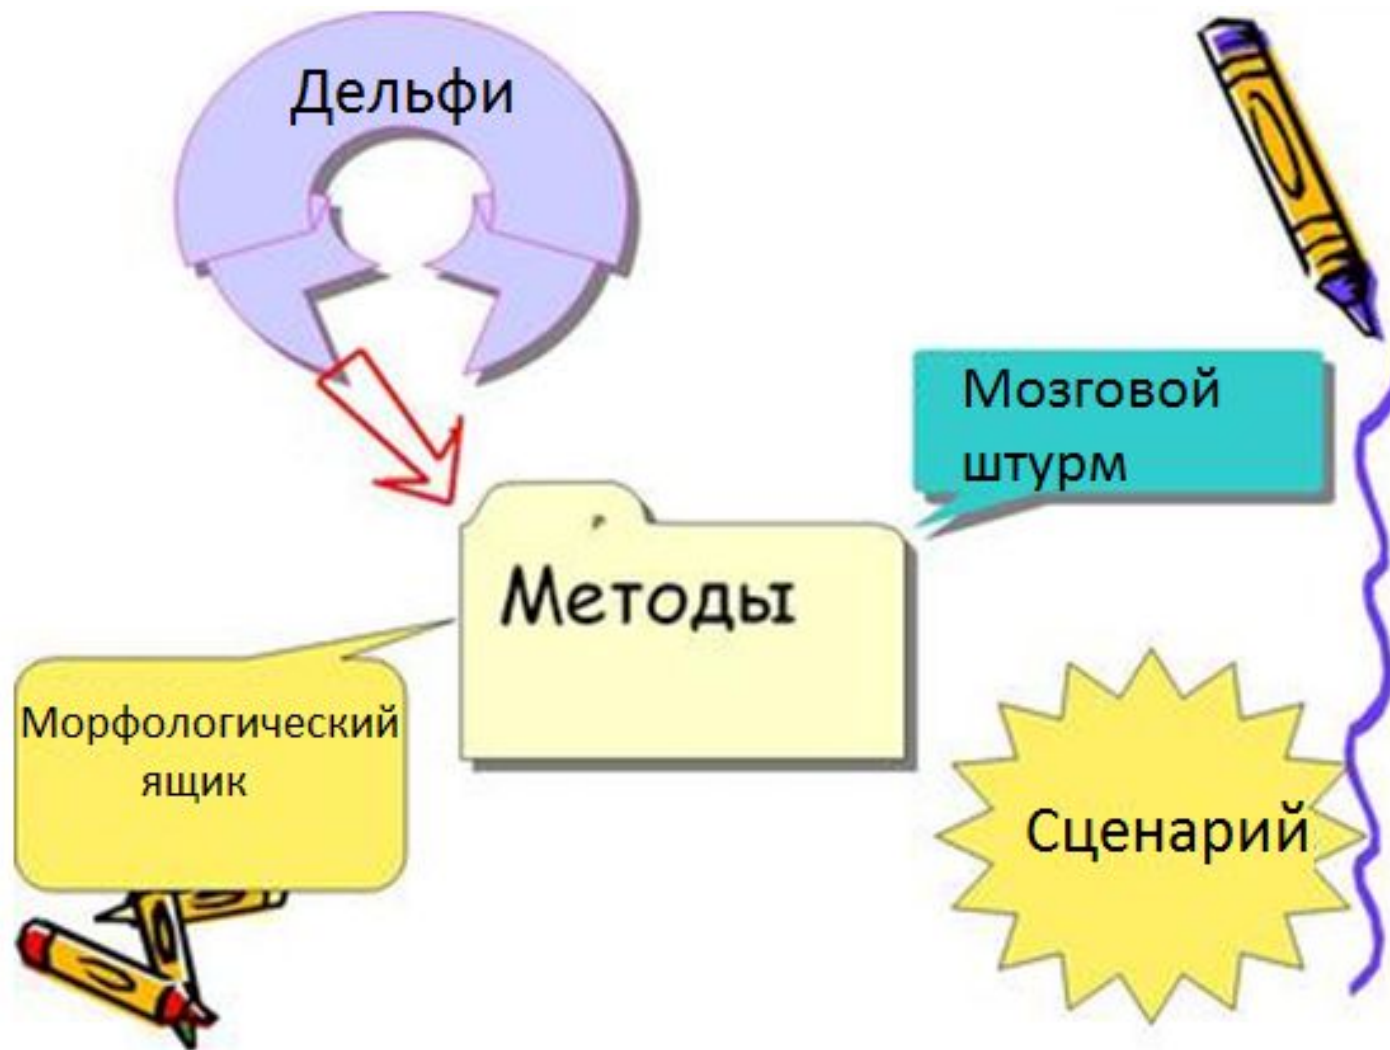 Дельфи
Мозговой
штурм
Методы
Морфологический
ящик
Сценарий